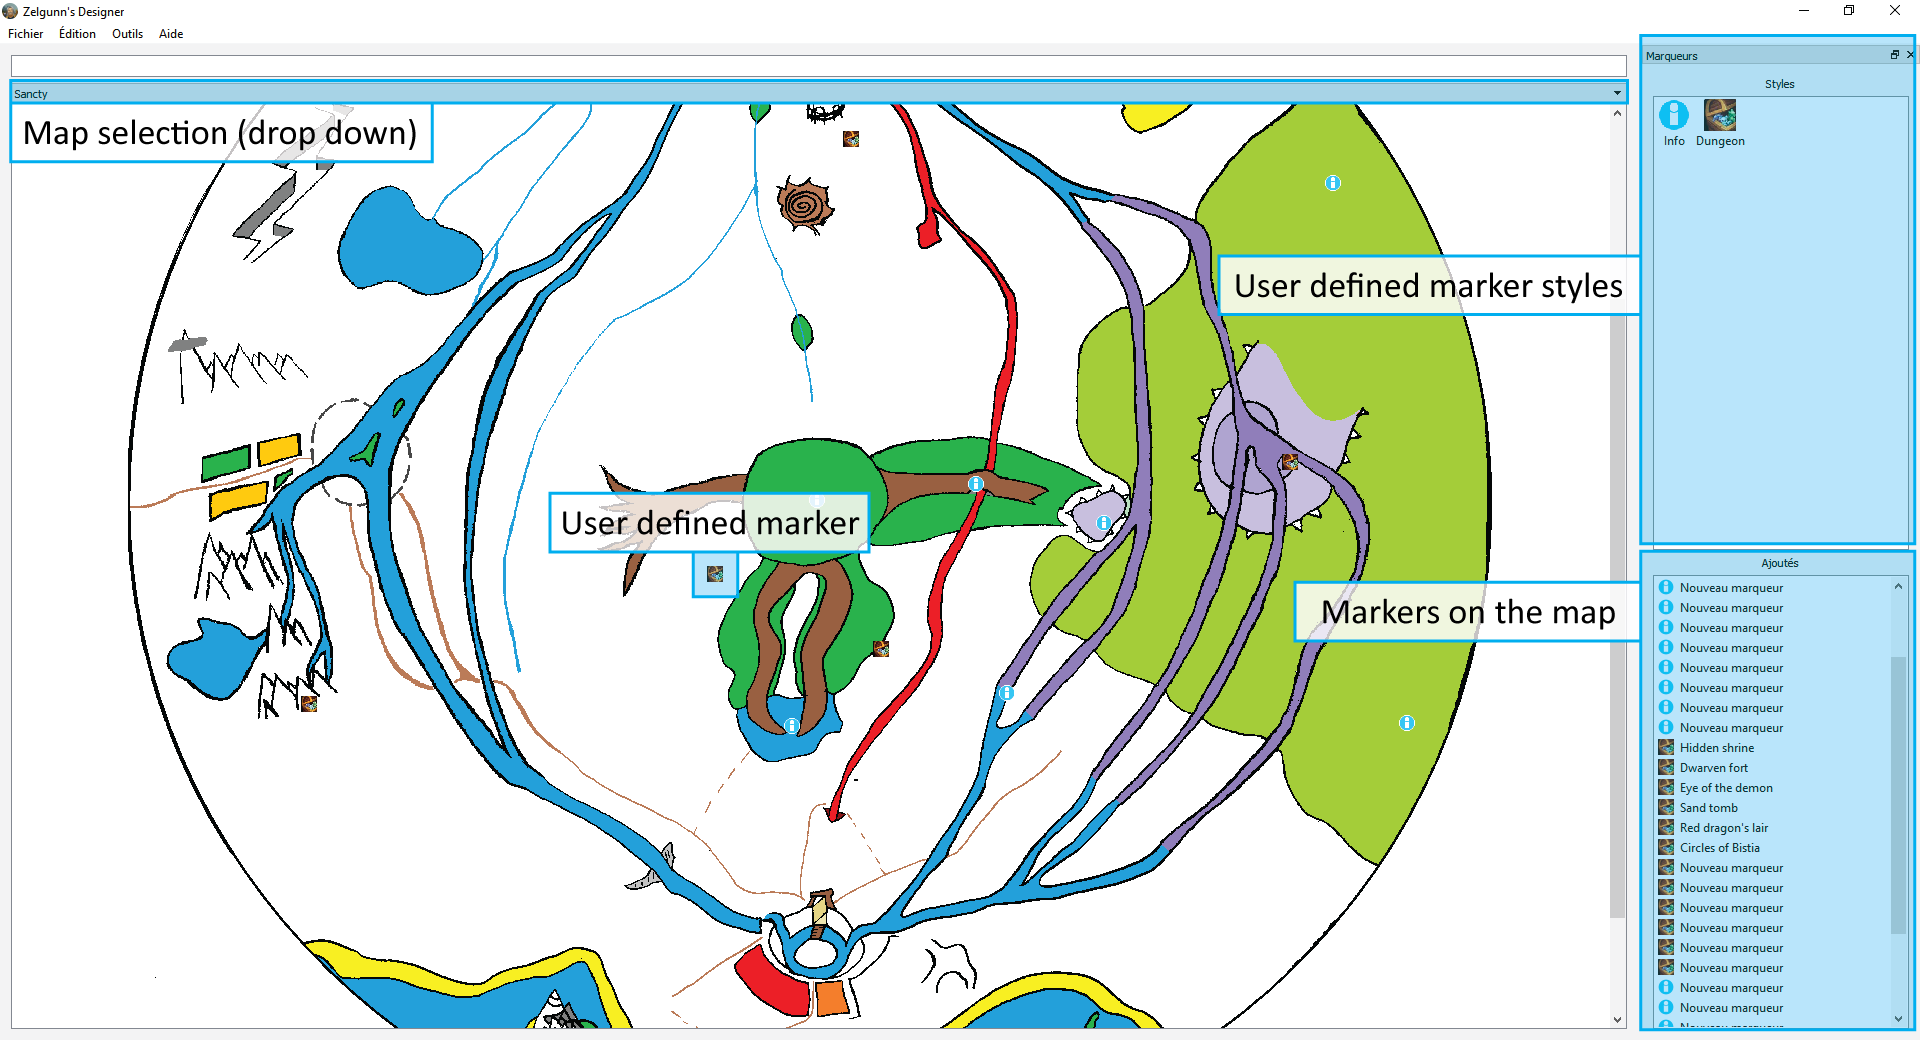 Zelgunn's Designer
Fichier Édition Outils Aide
Sancty
Map selection (drop down)
Marqueurs
Styles
Info Dungeon
User defined marker styles
User defined marker
Markers on the map
Ajoutés
Nouveau marqueur
Nouveau marqueur
Nouveau marqueur
Nouveau marqueur
Nouveau marqueur
Nouveau marqueur
Nouveau marqueur
Nouveau marqueur
Hidden shrine
Dwarven fort
Eye of the demon
Sand tomb
Red dragon's lair
Circles of Bistia
Nouveau marqueur
Nouveau marqueur
Nouveau marqueur
Nouveau marqueur
Nouveau marqueur
Nouveau marqueur
Nouveau marqueur
Nouveau marqueur